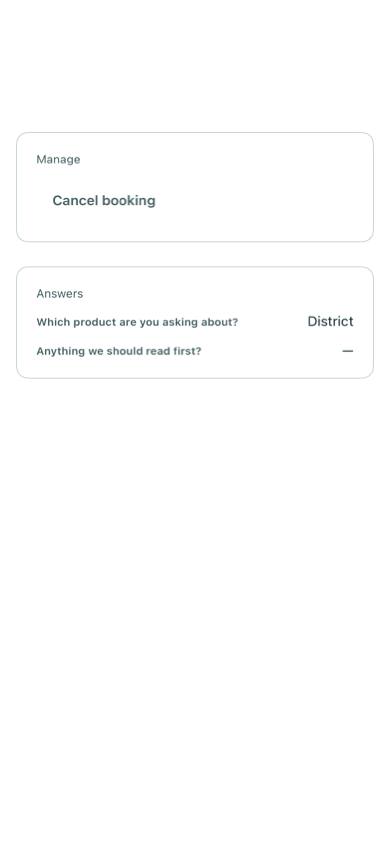 Manage
Cancel booking
Answers
Which product are you asking about? District
Anything we should read first? —